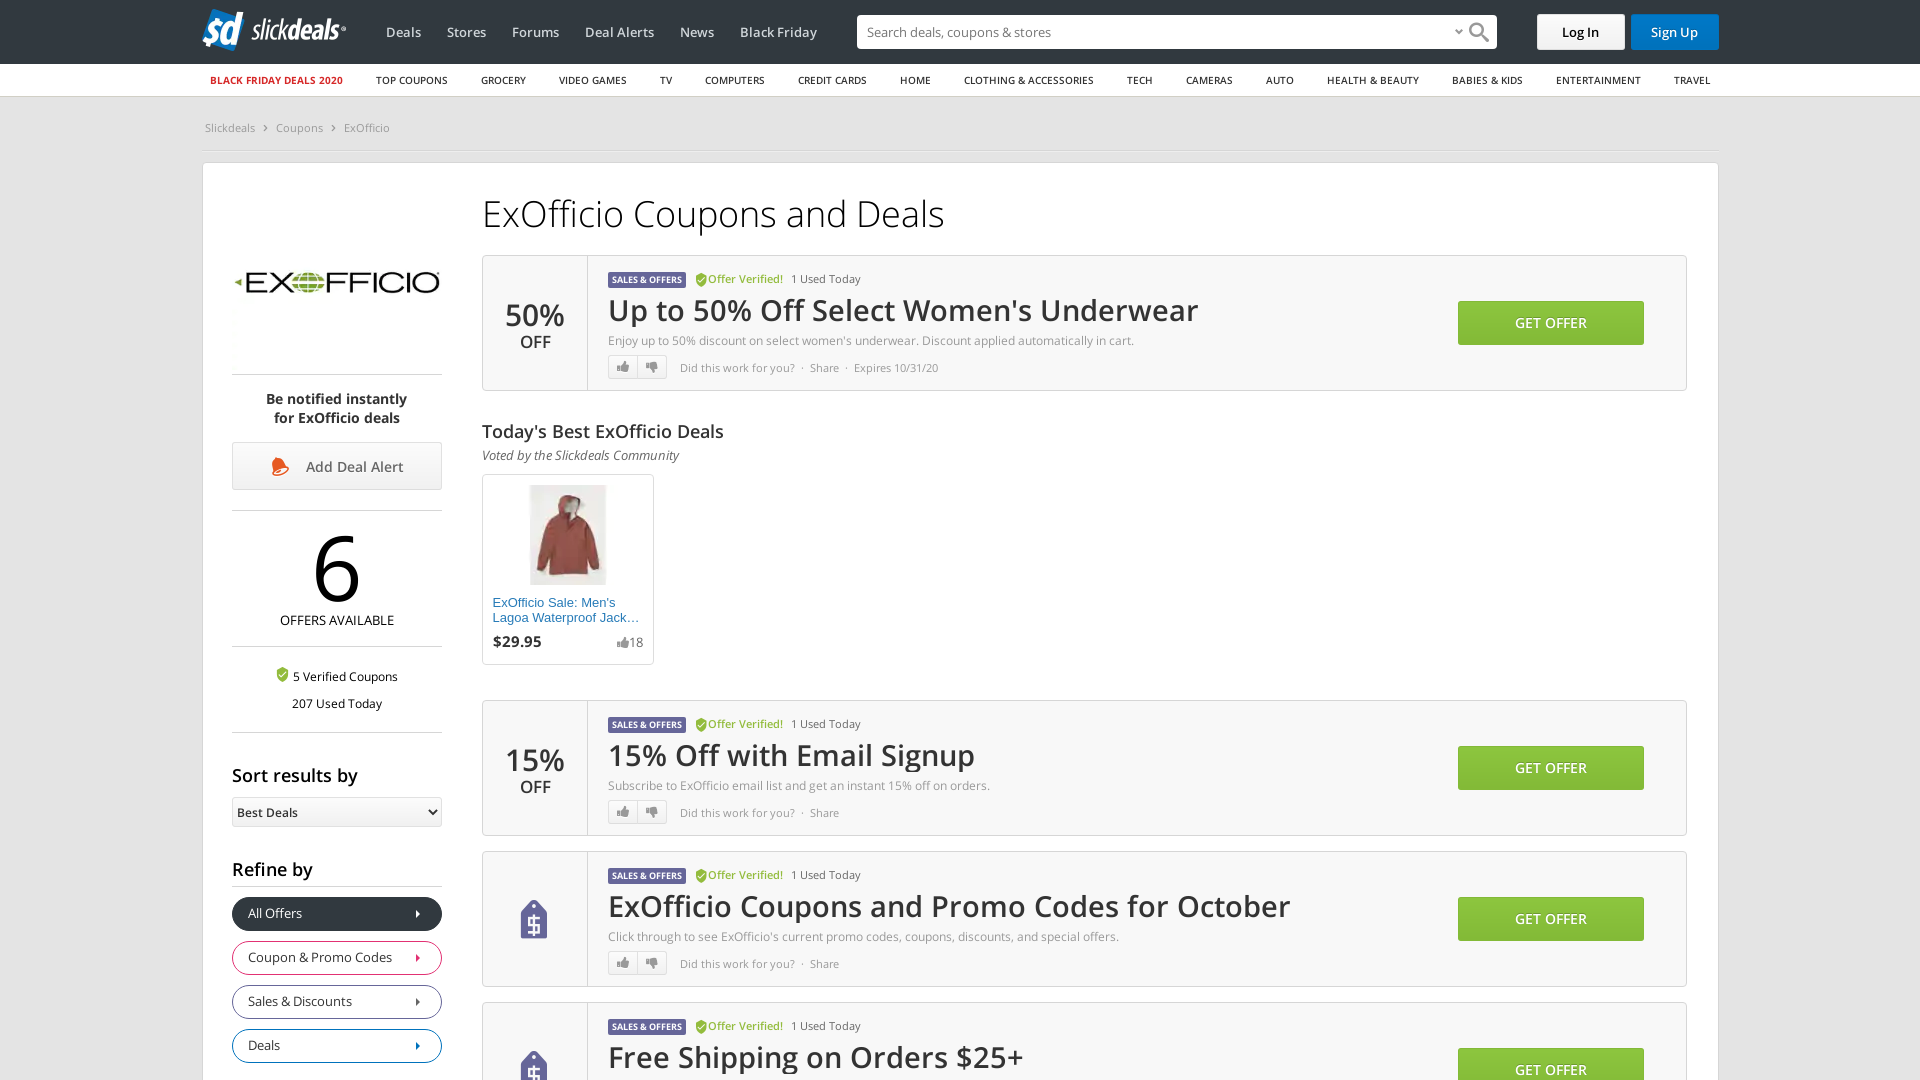 slickdeals
Deals
Stores
Forums
Deal Alerts
News
Black Friday
Search deals, coupons & stores
Log In
Sign Up
BLACK FRIDAY DEALS 2020
TOP COUPONS
GROCERY
VIDEO GAMES
TV
COMPUTERS
CREDIT CARDS
HOME
CLOTHING & ACCESSORIES
TECH
CAMERAS
AUTO
HEALTH & BEAUTY
BABIES & KIDS
ENTERTAINMENT
TRAVEL
Slickdeals > Coupons > ExOfficio
EXOFFICIO
Be notified instantly
for ExOfficio deals
Add Deal Alert
6
OFFERS AVAILABLE
5 Verified Coupons
207 Used Today
Sort results by
Best Deals
Refine by
All Offers
Coupon & Promo Codes
Sales & Discounts
Deals
ExOfficio Coupons and Deals
50%
OFF
SALES & OFFERS Offer Verified! 1 Used Today
Up to 50% Off Select Women's Underwear
Enjoy up to 50% discount on select women's underwear. Discount applied automatically in cart.
Did this work for you? · Share · Expires 10/31/20
GET OFFER
Today's Best ExOfficio Deals
Voted by the Slickdeals Community
ExOfficio Sale: Men's
Lagoa Waterproof Jack…
$29.95 18
15%
OFF
SALES & OFFERS Offer Verified! 1 Used Today
15% Off with Email Signup
Subscribe to ExOfficio email list and get an instant 15% off on orders.
Did this work for you? · Share
GET OFFER
SALES & OFFERS Offer Verified! 1 Used Today
ExOfficio Coupons and Promo Codes for October
Click through to see ExOfficio's current promo codes, coupons, discounts, and special offers.
Did this work for you? · Share
GET OFFER
SALES & OFFERS Offer Verified! 1 Used Today
Free Shipping on Orders $25+
GET OFFER